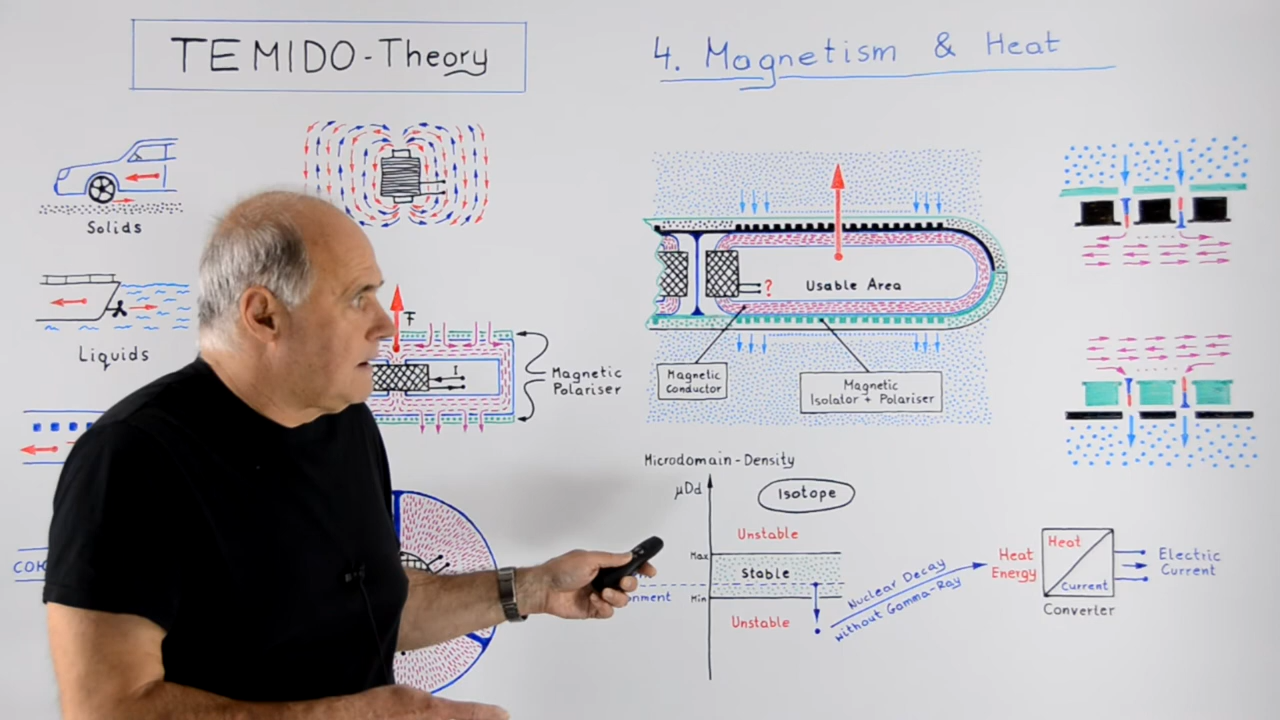 TEMIDO-Theory
4. Magnetism & Heat
Solids
Liquids
F
I
Magnetic
Polariser
?
Usable Area
Magnetic
Conductor
Magnetic
Isolator + Polariser
Microdomain-Density
μDd
Isotope
Unstable
Max
Stable
Min
Unstable
Nuclear Decay
without Gamma-Ray
Heat
Energy
Heat
Current
Converter
Electric
Current